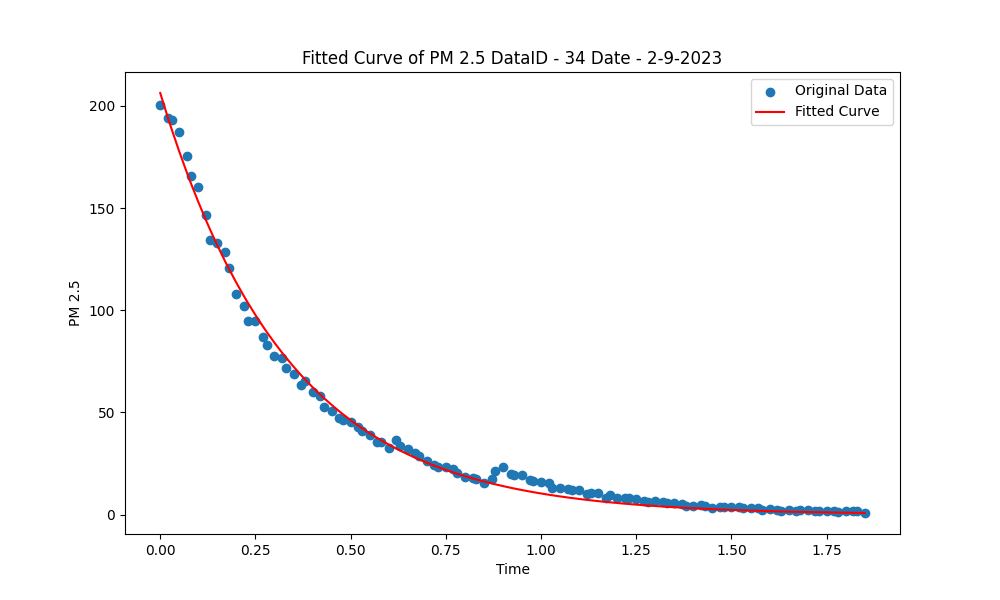 Fitted Curve of PM 2.5 DataID - 34 Date - 2-9-2023
Original Data
Fitted Curve
PM 2.5
200
150
100
50
0
0.00 0.25 0.50 0.75 1.00 1.25 1.50 1.75
Time